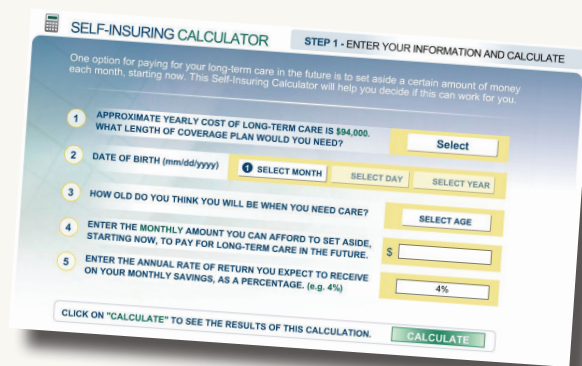 SELF-INSURING CALCULATOR
STEP 1 - ENTER YOUR INFORMATION AND CALCULATE
One option for paying for your long-term care in the future is to set aside a certain amount of money
each month, starting now. This Self-Insuring Calculator will help you decide if this can work for you.
1
APPROXIMATE YEARLY COST OF LONG-TERM CARE IS $94,000.
WHAT LENGTH OF COVERAGE PLAN WOULD YOU NEED?
Select
2
DATE OF BIRTH (mm/dd/yyyy)
1 SELECT MONTH
SELECT DAY
SELECT YEAR
3
HOW OLD DO YOU THINK YOU WILL BE WHEN YOU NEED CARE?
SELECT AGE
4
ENTER THE MONTHLY AMOUNT YOU CAN AFFORD TO SET ASIDE,
STARTING NOW, TO PAY FOR LONG-TERM CARE IN THE FUTURE.
$
5
ENTER THE ANNUAL RATE OF RETURN YOU EXPECT TO RECEIVE
ON YOUR MONTHLY SAVINGS, AS A PERCENTAGE. (e.g. 4%)
4%
CLICK ON "CALCULATE" TO SEE THE RESULTS OF THIS CALCULATION.
CALCULATE